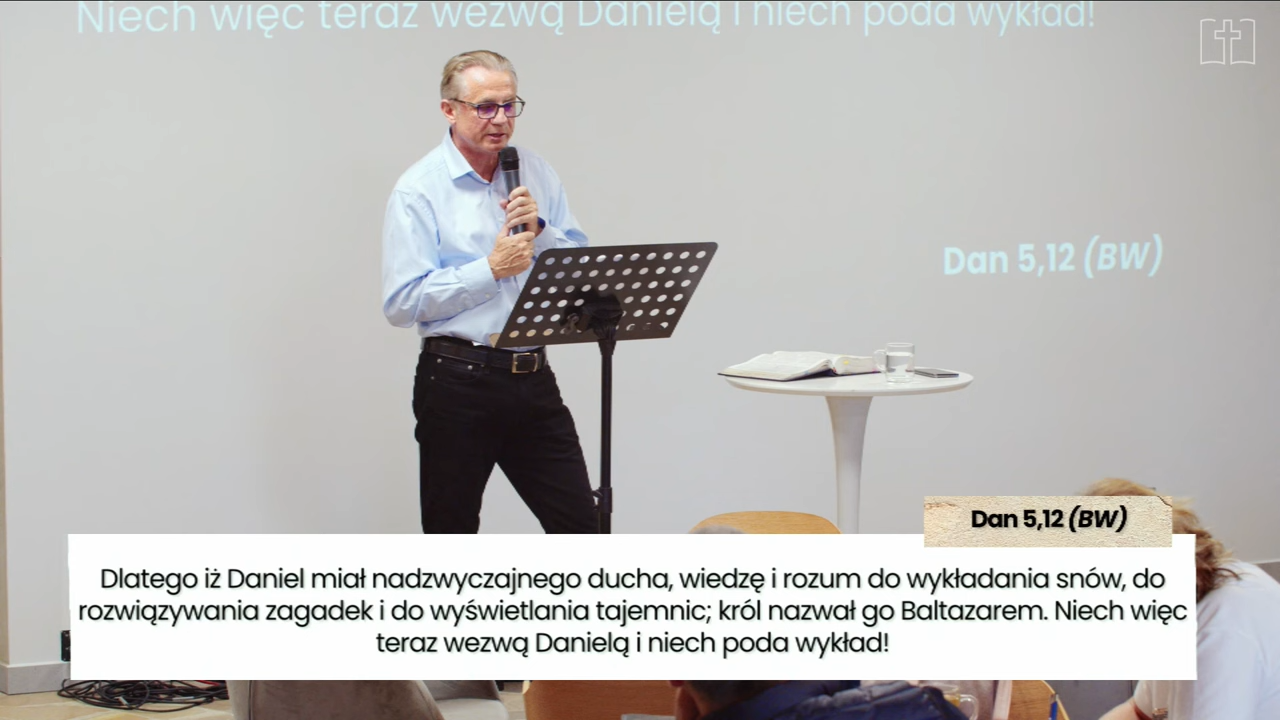 Niech więc teraz wezwą Danielą i niech poda wykład!
Dan 5,12 (BW)
Dan 5,12 (BW)
Dlatego iż Daniel miał nadzwyczajnego ducha, wiedzę i rozum do wykładania snów, do
rozwiązywania zagadek i do wyświetlania tajemnic; król nazwał go Baltazarem. Niech więc
teraz wezwą Danielą i niech poda wykład!